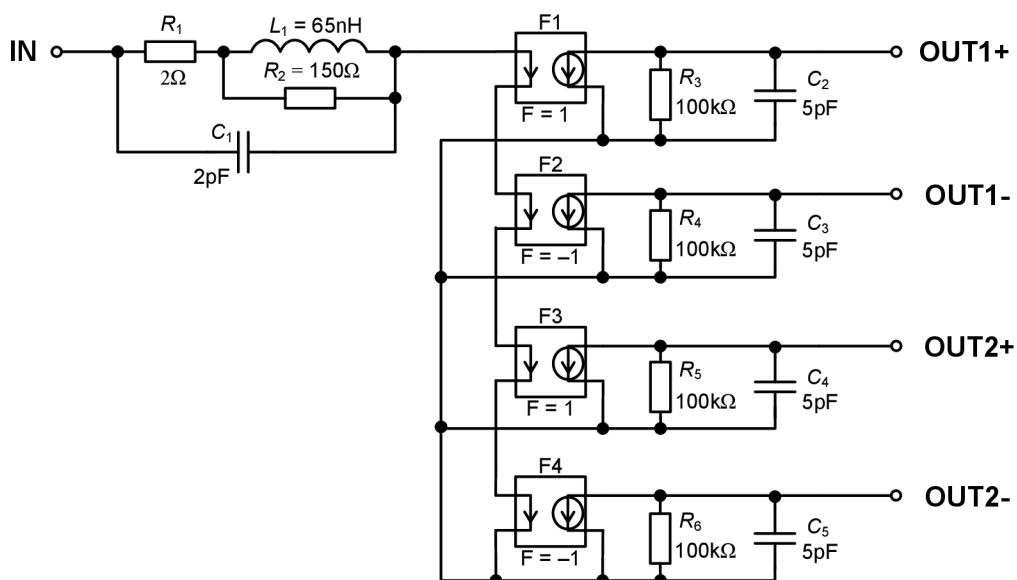 IN
R1
2Ω
L1 = 65nH
R2 = 150Ω
C1
2pF
F1
F = 1
R3
100kΩ
C2
5pF
OUT1+
F2
F = –1
R4
100kΩ
C3
5pF
OUT1-
F3
F = 1
R5
100kΩ
C4
5pF
OUT2+
F4
F = –1
R6
100kΩ
C5
5pF
OUT2-